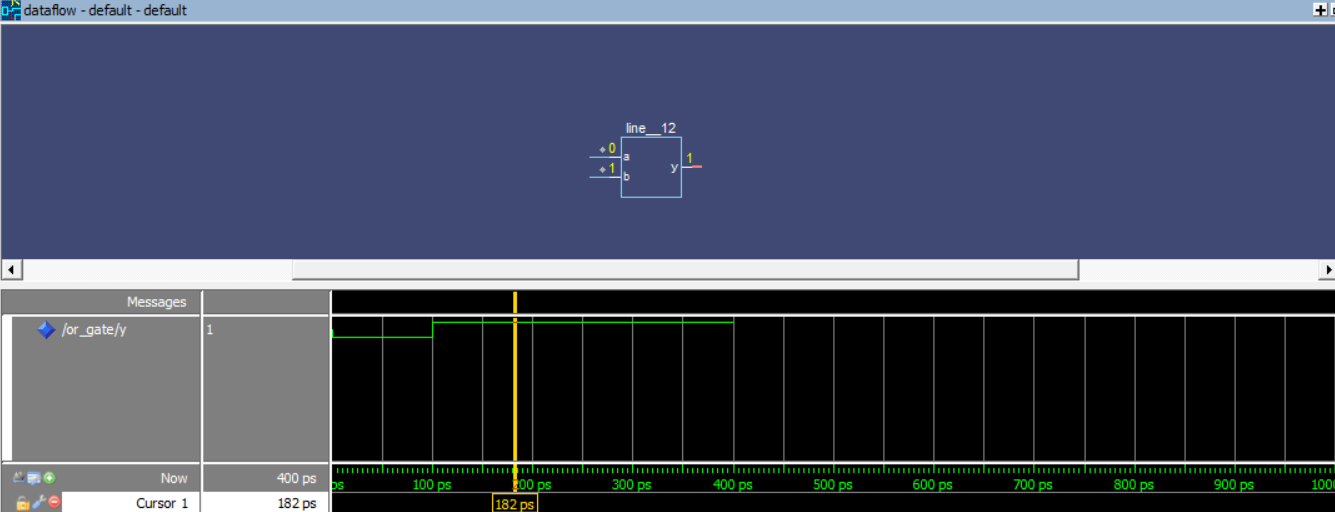 dataflow - default - default
line__12
0
a
1
b
y
1
Messages
/or_gate/y
1
Now
400 ps
ps
100 ps
200 ps
300 ps
400 ps
500 ps
600 ps
700 ps
800 ps
900 ps
1000
Cursor 1
182 ps
182 ps